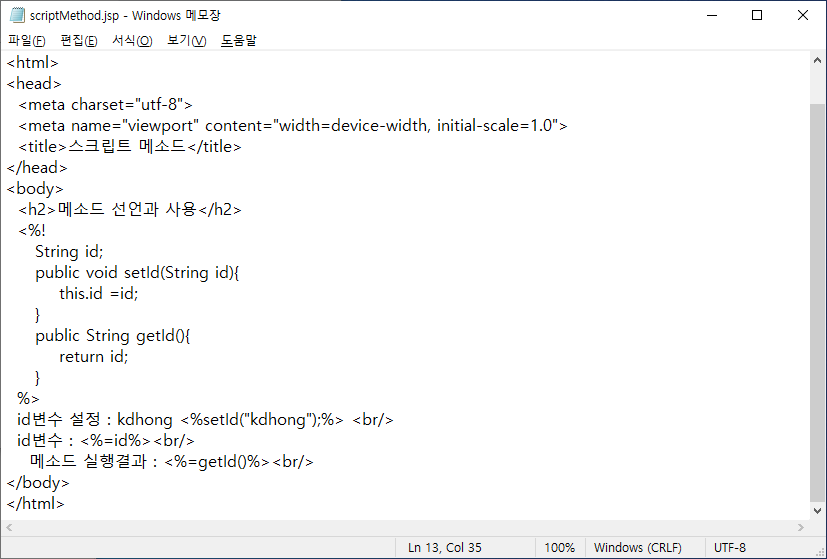 scriptMethod.jsp - Windows 메모장
파일(F) 편집(E) 서식(O) 보기(V) 도움말
<html>
<head>
<meta charset="utf-8">
<meta name="viewport" content="width=device-width, initial-scale=1.0">
<title>스크립트 메소드</title>
</head>
<body>
<h2>메소드 선언과 사용</h2>
<%!
String id;
public void setId(String id){
this.id =id;
}
public String getId(){
return id;
}
%>
id변수 설정 : kdhong <%setId("kdhong");%> <br/>
id변수 : <%=id%><br/>
메소드 실행결과 : <%=getId()%><br/>
</body>
</html>
Ln 13, Col 35 100% Windows (CRLF) UTF-8